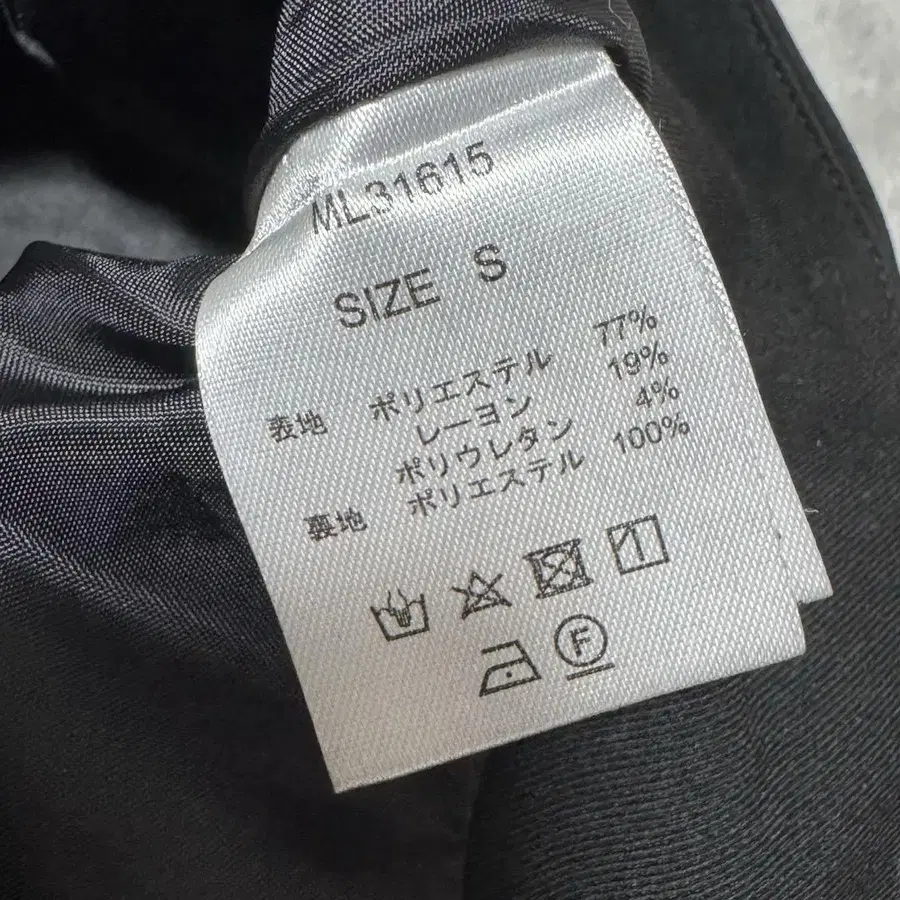 ML31615
SIZE S
表地 ポリエステル 77%
レーヨン 19%
ポリウレタン 4%
裏地 ポリエステル 100%
F